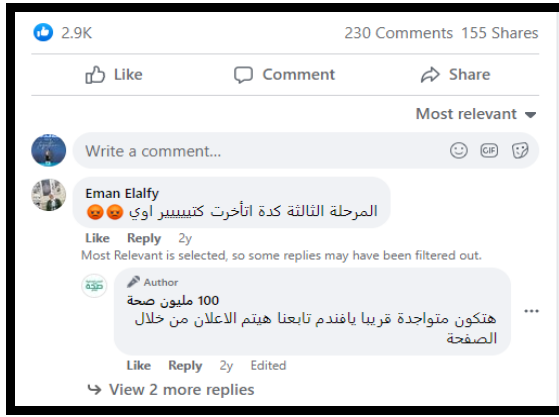 2.9K 230 Comments 155 Shares
Like Comment Share
Most relevant
Write a comment...
GIF
Eman Elalfy
المرحلة الثالثة كدة اتأخرت كتيييير اوي 😡😡
Like Reply 2y
Most Relevant is selected, so some replies may have been filtered out.
Author
100 مليون صحة
هتكون متواجدة قريبا يافندم تابعنا هيتم الاعلان من خلال
الصفحة
Like Reply 2y Edited
View 2 more replies